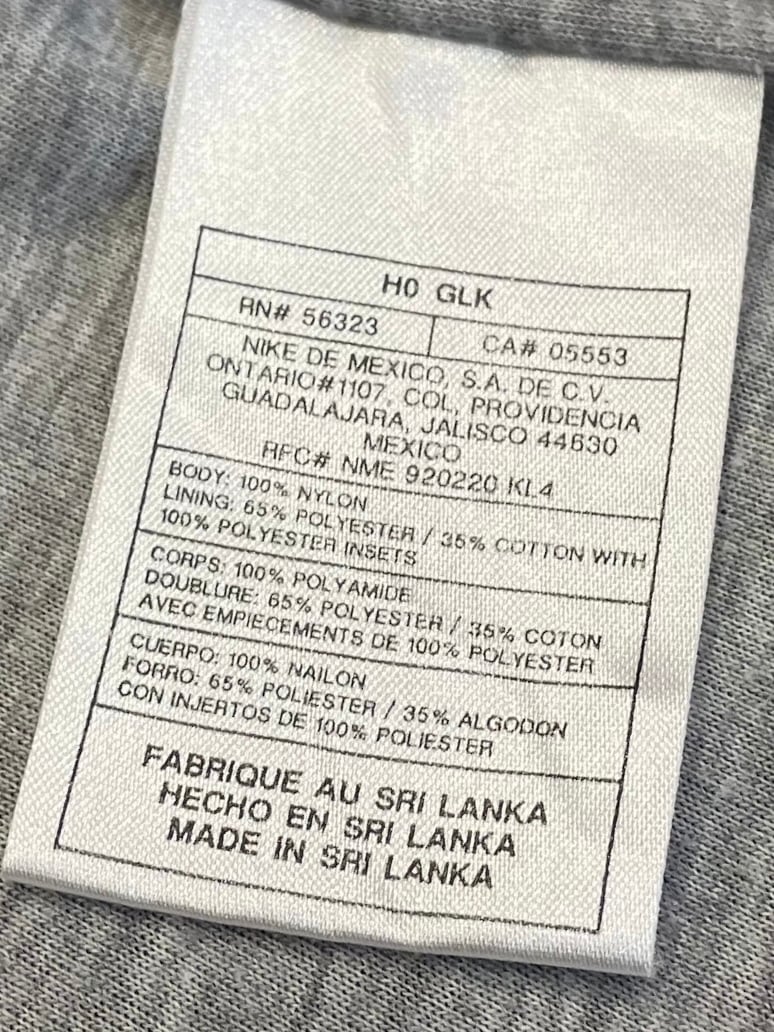 H0 GLK
RN# 56323
CA# 05553
NIKE DE MEXICO, S.A. DE C.V.
ONTARIO#1107, COL, PROVIDENCIA
GUADALAJARA, JALISCO 44630
MEXICO
RFC# NME 920220 KL4
BODY: 100% NYLON
LINING: 65% POLYESTER / 35% COTTON WITH
100% POLYESTER INSETS
CORPS: 100% POLYAMIDE
DOUBLURE: 65% POLYESTER / 35% COTON
AVEC EMPIECEMENTS DE 100% POLYESTER
CUERPO: 100% NAILON
FORRO: 65% POLIESTER / 35% ALGODON
CON INJERTOS DE 100% POLIESTER
FABRIQUE AU SRI LANKA
HECHO EN SRI LANKA
MADE IN SRI LANKA